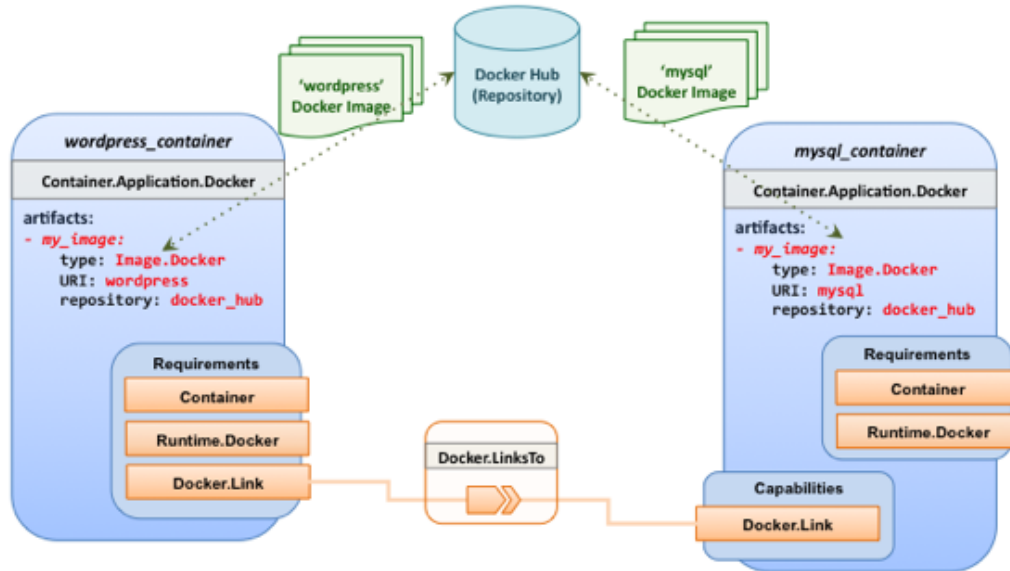 'wordpress'
Docker Image
Docker Hub
(Repository)
'mysql'
Docker Image
wordpress_container
Container.Application.Docker
artifacts:
- my_image:
type: Image.Docker
URI: wordpress
repository: docker_hub
Requirements
Container
Runtime.Docker
Docker.Link
Docker.LinksTo
mysql_container
Container.Application.Docker
artifacts:
- my_image:
type: Image.Docker
URI: mysql
repository: docker_hub
Requirements
Container
Runtime.Docker
Capabilities
Docker.Link